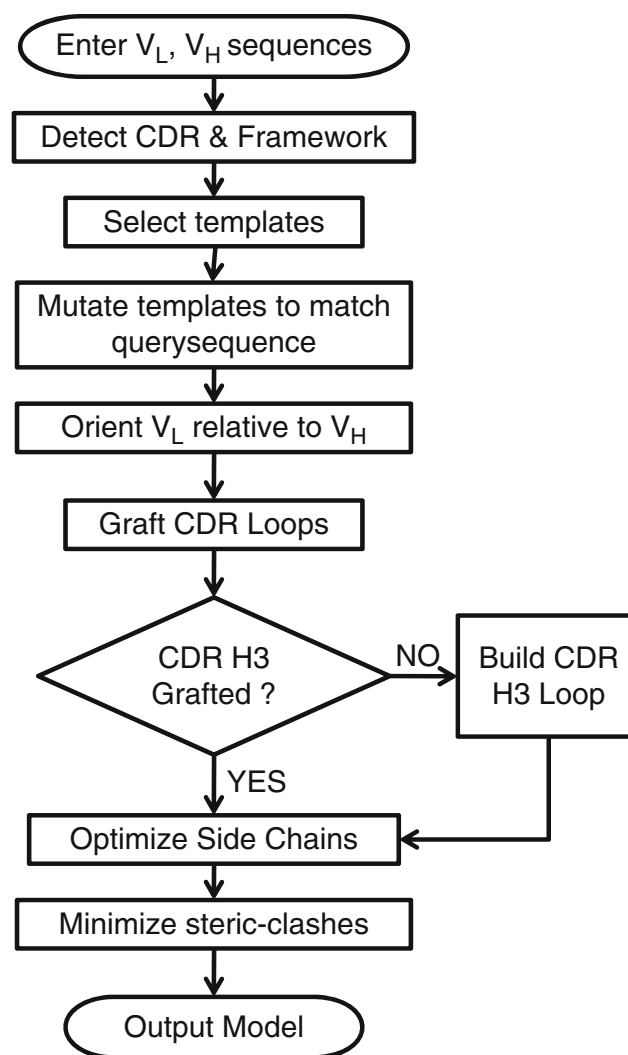 Enter V_L, V_H sequences
Detect CDR & Framework
Select templates
Mutate templates to match
querysequence
Orient V_L relative to V_H
Graft CDR Loops
CDR H3
Grafted ?
NO
Build CDR
H3 Loop
YES
Optimize Side Chains
Minimize steric-clashes
Output Model